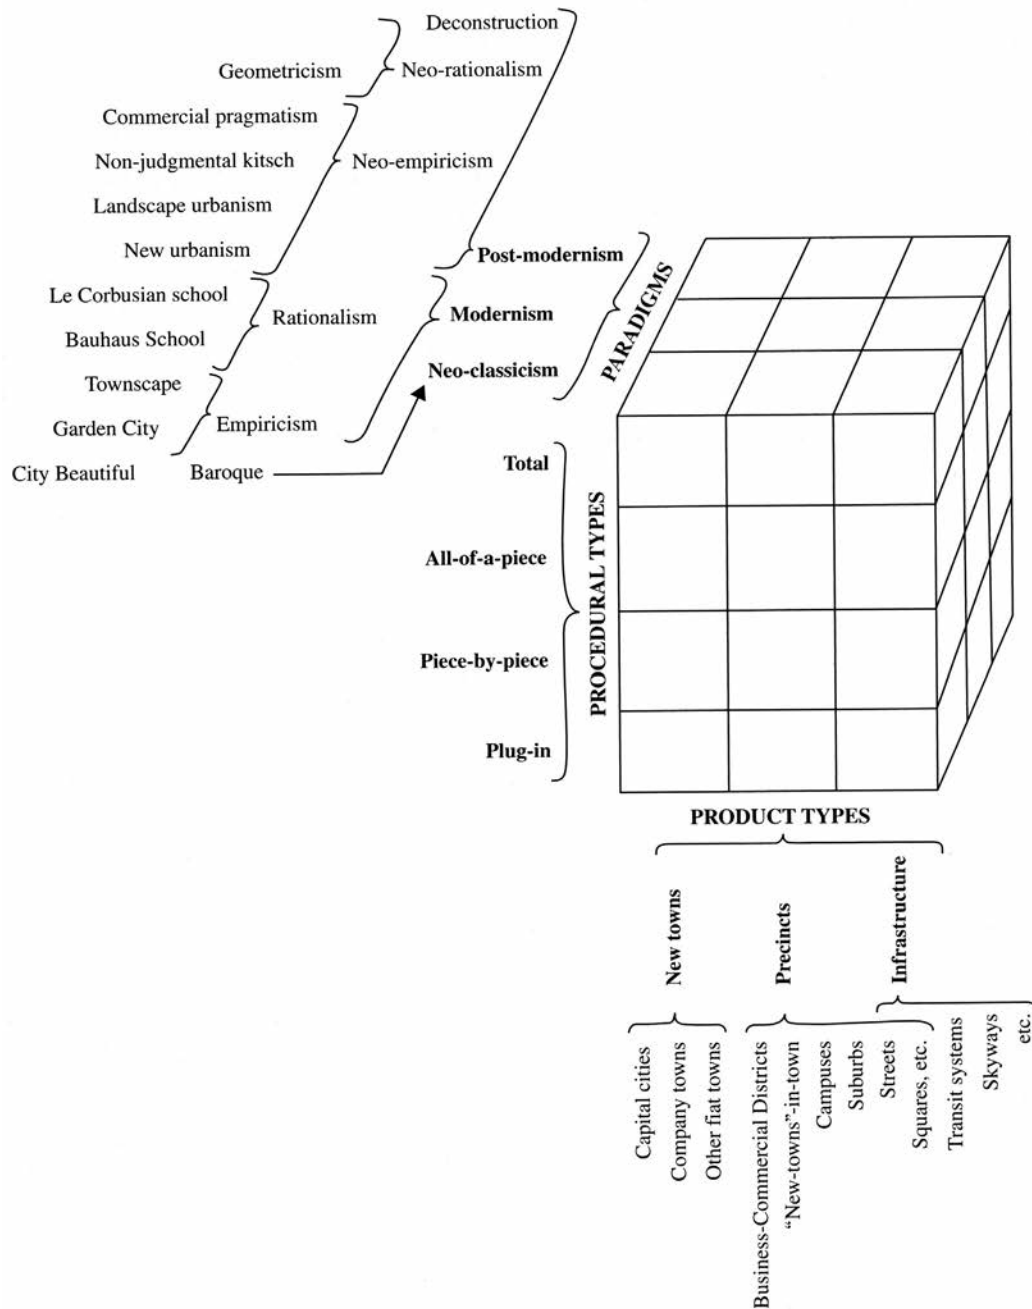 Deconstruction
Geometricism
Neo-rationalism
Commercial pragmatism
Non-judgmental kitsch
Neo-empiricism
Landscape urbanism
New urbanism
Post-modernism
Le Corbusian school
Rationalism
Modernism
Bauhaus School
Townscape
Neo-classicism
Garden City
Empiricism
City Beautiful
Baroque
PARADIGMS
Total
All-of-a-piece
Piece-by-piece
Plug-in
PROCEDURAL TYPES
PRODUCT TYPES
New towns
Precincts
Infrastructure
Capital cities
Company towns
Other fiat towns
Business-Commercial Districts
“New-towns”-in-town
Campuses
Suburbs
Streets
Squares, etc.
Transit systems
Skyways
etc.